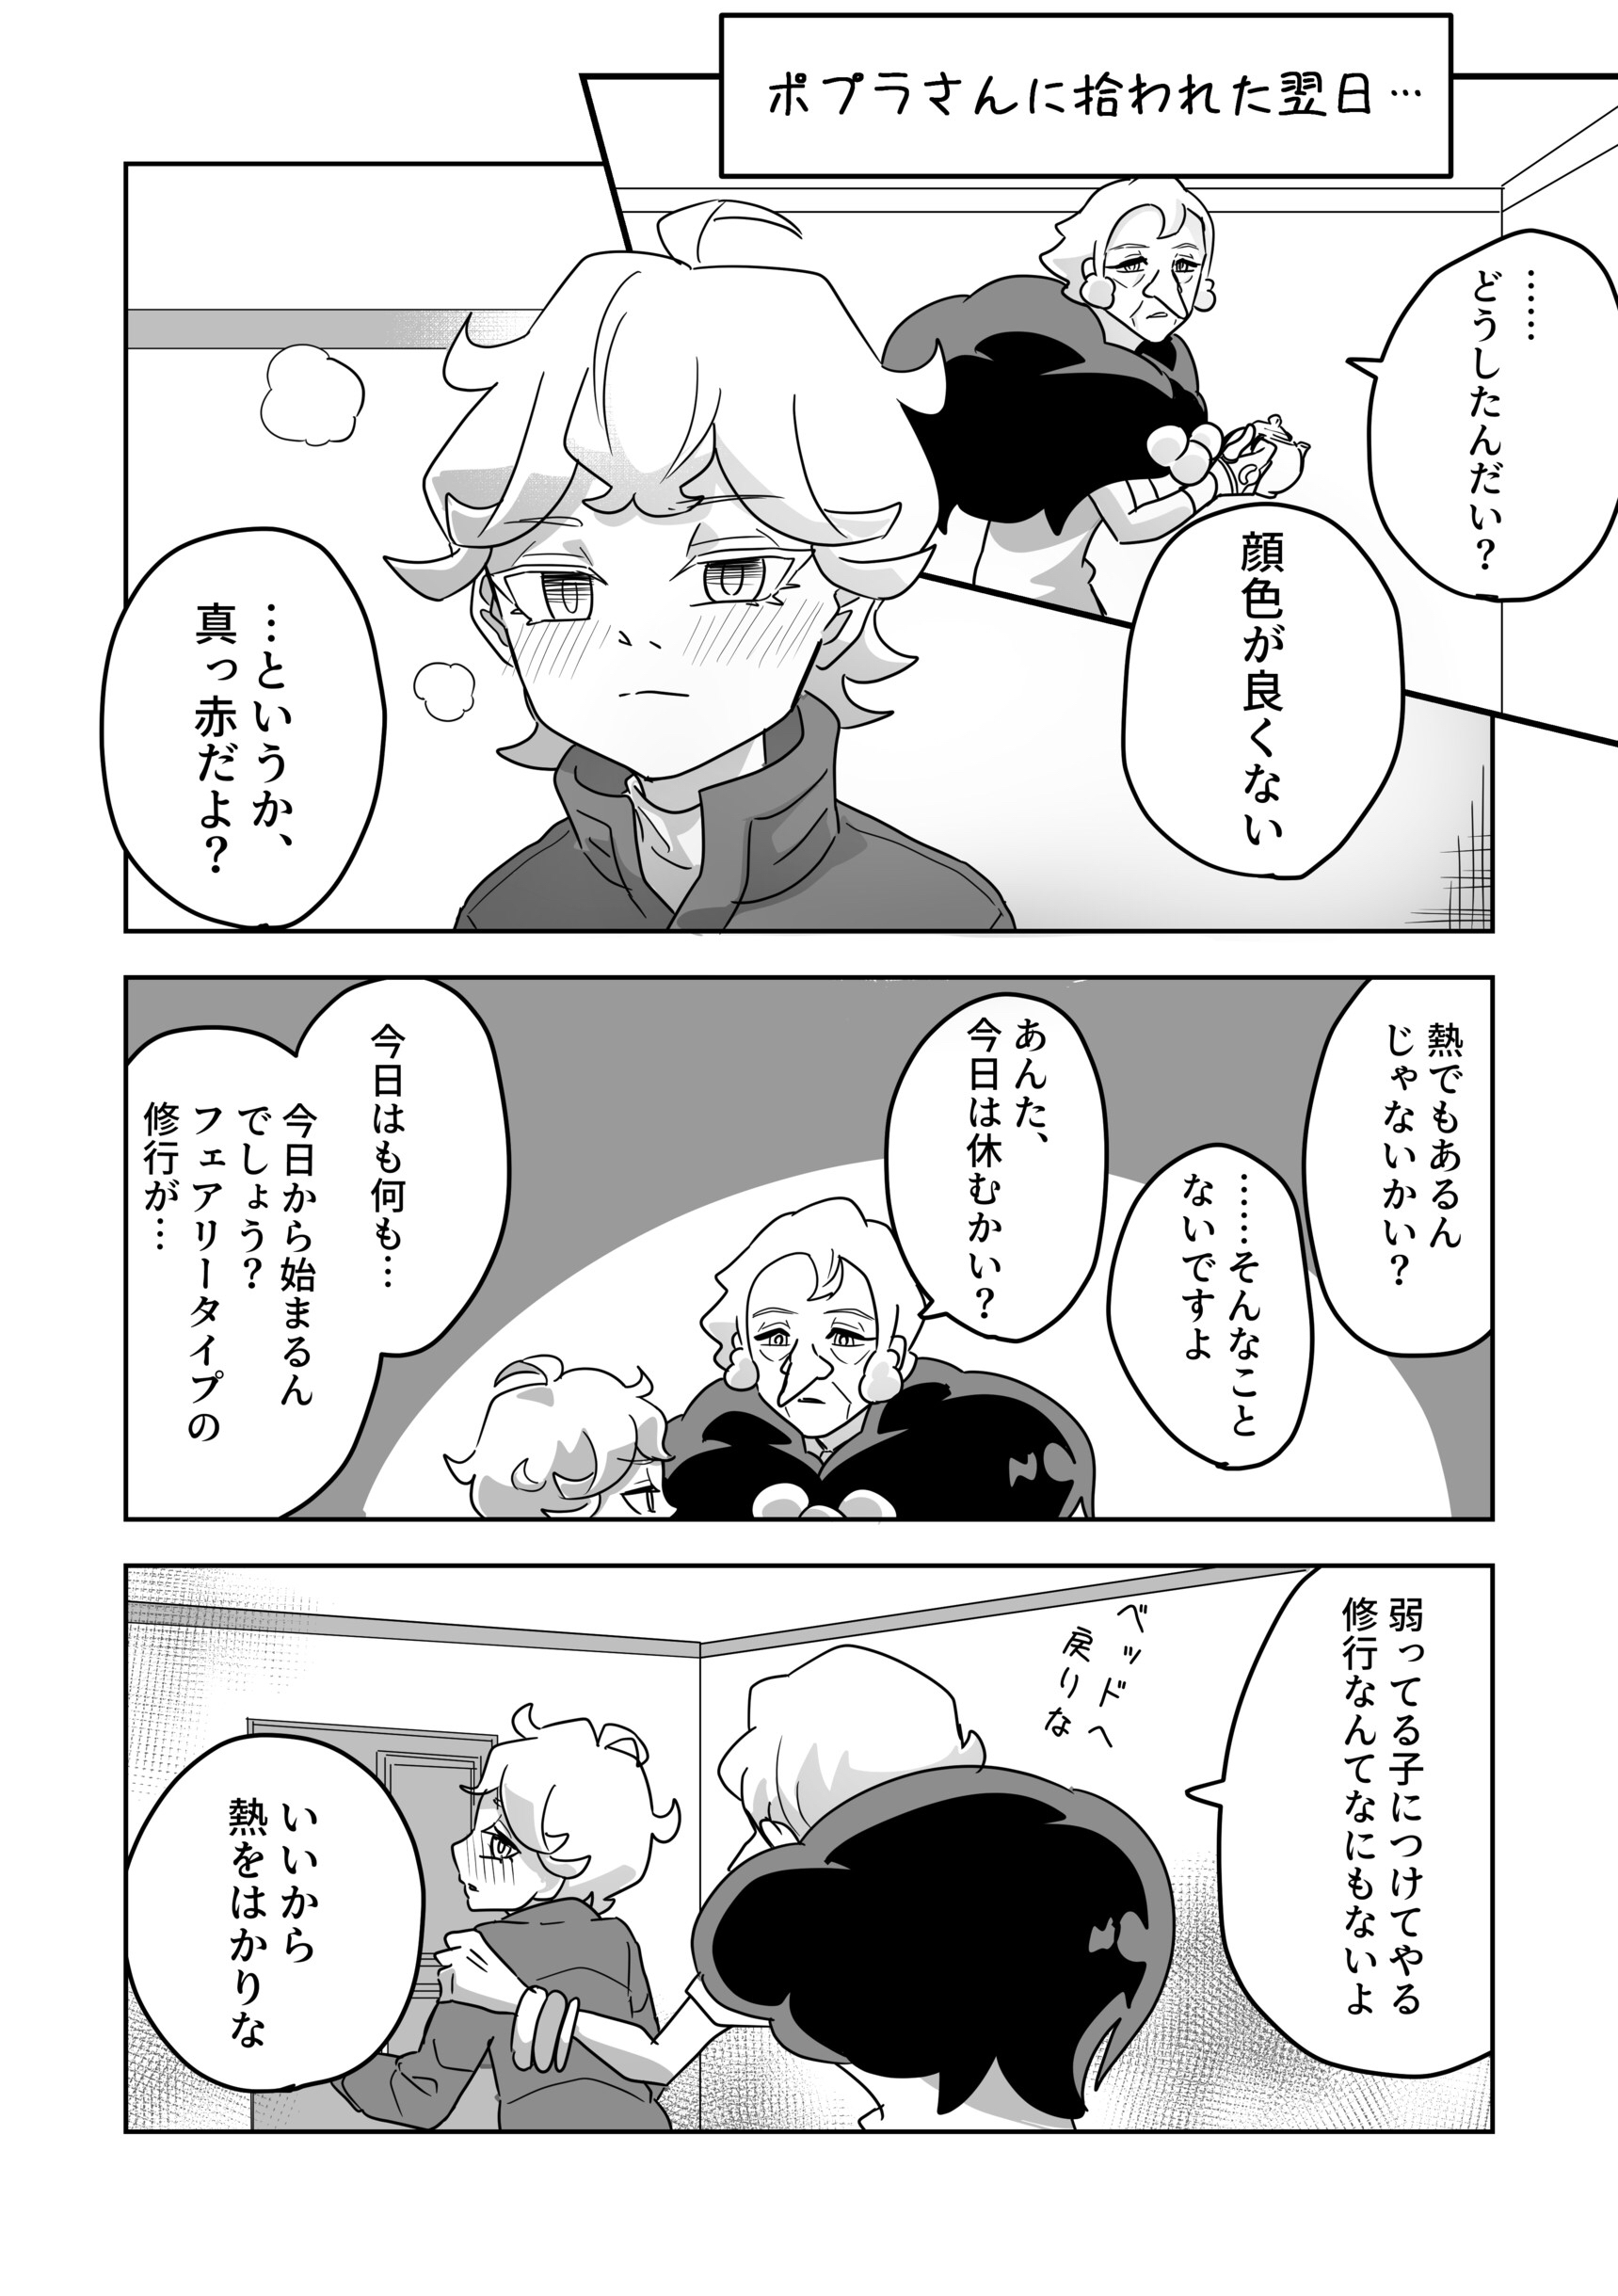 ポプラさんに拾われた翌日…
……
どうしたんだい？
顔色が良くない
…というか、
真っ赤だよ？
熱でもあるん
じゃないかい？
……そんなこと
ないですよ
あんた、
今日は休むかい？
今日はも何も…
今日から始まるん
でしょう？
フェアリータイプの
修行が…
弱ってる子につけてやる
修行なんてなにもないよ
ベッドへ
戻りな
いいから
熱をはかりな